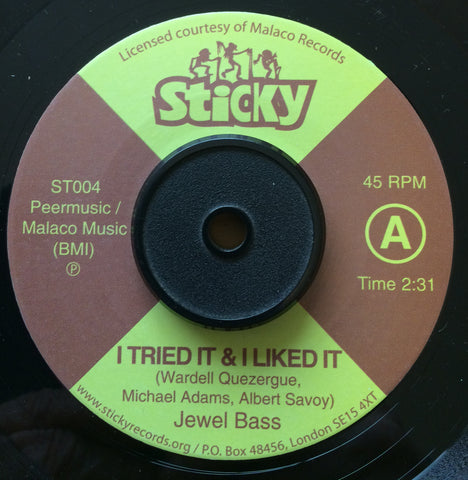 Licensed courtesy of Malaco Records
Sticky
ST004
Peermusic /
Malaco Music
(BMI)
℗
45 RPM
A
Time 2:31
I TRIED IT & I LIKED IT
(Wardell Quezergue,
Michael Adams, Albert Savoy)
Jewel Bass
www.stickyrecords.org / P.O. Box 48456, London SE15 4XT